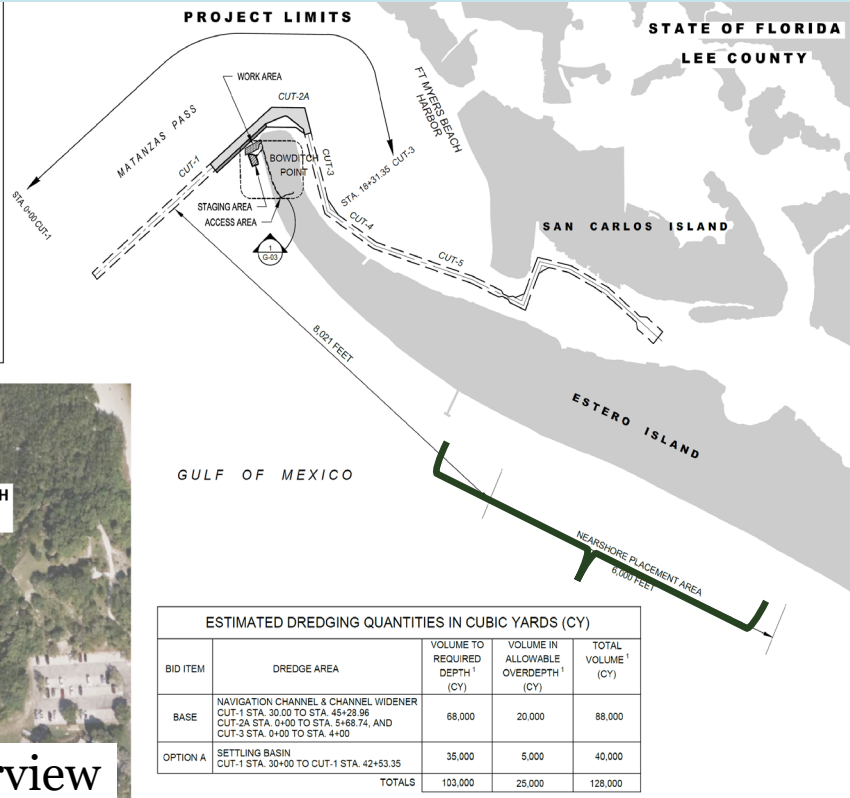 PROJECT LIMITS
STATE OF FLORIDA
LEE COUNTY
WORK AREA
CUT-2A
FT MYERS BEACH
HARBOR
MATANZAS PASS
CUT-1
BOWDITCH
POINT
CUT-3
STA. 18+31.35 CUT-3
STA. 0+00 CUT-1
STAGING AREA
ACCESS AREA
CUT-4
SAN CARLOS ISLAND
1
G-03
CUT-5
8,021 FEET
ESTERO ISLAND
GULF OF MEXICO
H
NEARSHORE PLACEMENT AREA
6,000 FEET
ESTIMATED DREDGING QUANTITIES IN CUBIC YARDS (CY)
BID ITEM
DREDGE AREA
VOLUME TO
REQUIRED
DEPTH 1
(CY)
VOLUME IN
ALLOWABLE
OVERDEPTH 1
(CY)
TOTAL
VOLUME 1
(CY)
BASE
NAVIGATION CHANNEL & CHANNEL WIDENER
CUT-1 STA. 30.00 TO STA. 45+28.96
CUT-2A STA. 0+00 TO STA. 5+68.74, AND
CUT-3 STA. 0+00 TO STA. 4+00
68,000
20,000
88,000
OPTION A
SETTLING BASIN
CUT-1 STA. 30+00 TO CUT-1 STA. 42+53.35
35,000
5,000
40,000
TOTALS
103,000
25,000
128,000
rview